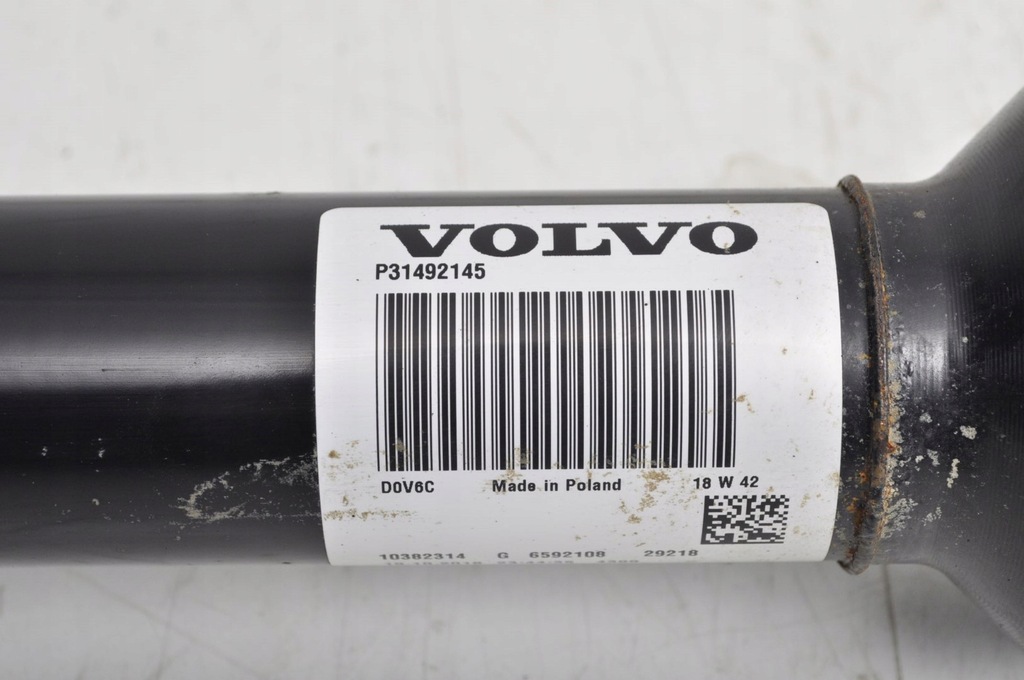 VOLVO
P31492145
D0V6C Made in Poland 18 W 42
10382314 G 6592108 29218